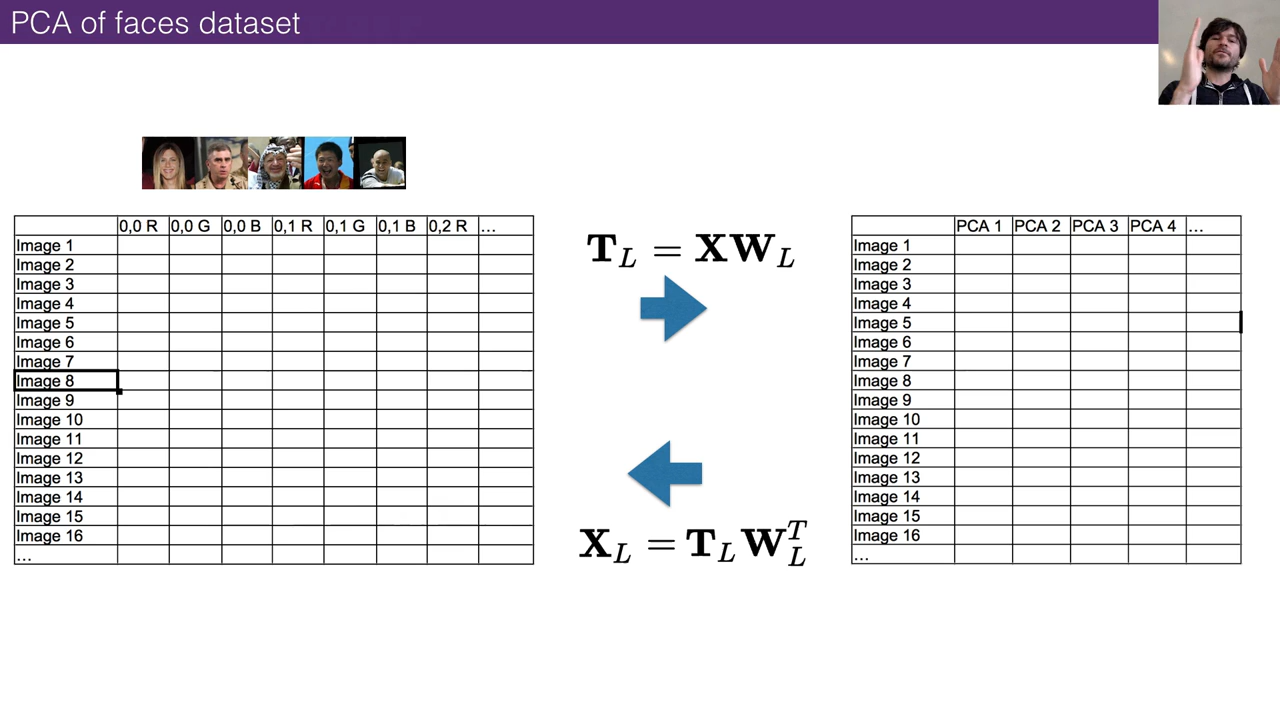 PCA of faces dataset
0,0 R 0,0 G 0,0 B 0,1 R 0,1 G 0,1 B 0,2 R ...
Image 1
Image 2
Image 3
Image 4
Image 5
Image 6
Image 7
Image 8
Image 9
Image 10
Image 11
Image 12
Image 13
Image 14
Image 15
Image 16
...
T_L = XW_L
X_L = T_L W_L^T
PCA 1 PCA 2 PCA 3 PCA 4 ...
Image 1
Image 2
Image 3
Image 4
Image 5
Image 6
Image 7
Image 8
Image 9
Image 10
Image 11
Image 12
Image 13
Image 14
Image 15
Image 16
...